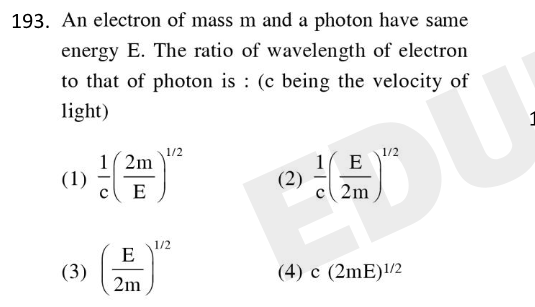 193. An electron of mass m and a photon have same
energy E. The ratio of wavelength of electron
to that of photon is : (c being the velocity of
light)
(1) 1/c (2m/E)^1/2 (2) 1/c (E/2m)^1/2
(3) (E/2m)^1/2 (4) c (2mE)^1/2
EDU